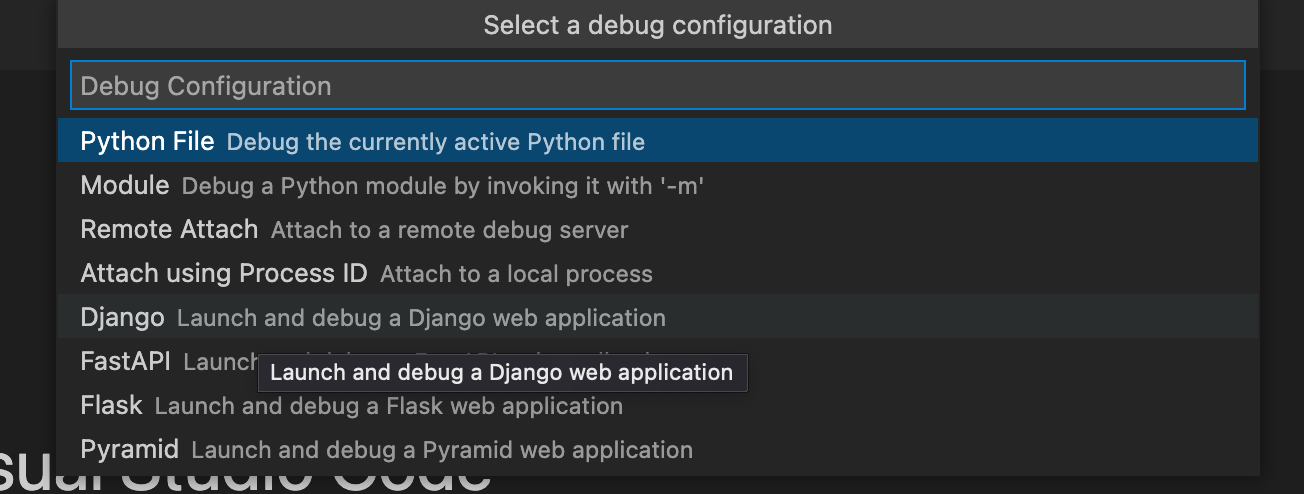 Select a debug configuration
Debug Configuration
Python File Debug the currently active Python file
Module Debug a Python module by invoking it with '-m'
Remote Attach Attach to a remote debug server
Attach using Process ID Attach to a local process
Django Launch and debug a Django web application
FastAPI Launch
Launch and debug a Django web application
Flask Launch and debug a Flask web application
Pyramid Launch and debug a Pyramid web application
sual Studio Code